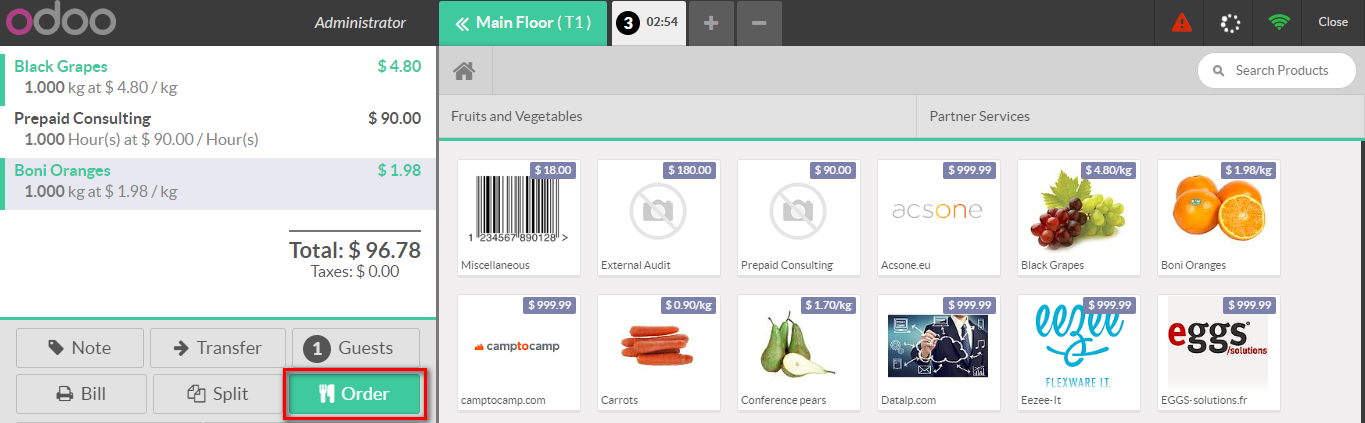 odoo
Administrator
Main Floor ( T1 )
3 02:54
Close
Black Grapes $ 4.80
1.000 kg at $ 4.80 / kg
Prepaid Consulting $ 90.00
1.000 Hour(s) at $ 90.00 / Hour(s)
Boni Oranges $ 1.98
1.000 kg at $ 1.98 / kg
Total: $ 96.78
Taxes: $ 0.00
Note
Transfer
1 Guests
Bill
Split
Order
Search Products
Fruits and Vegetables
Partner Services
$ 18.00
1 234567 890128 >
Miscellaneous
$ 180.00
External Audit
$ 90.00
Prepaid Consulting
$ 999.99
acsone
Acsone.eu
$ 4.80/kg
Black Grapes
$ 1.98/kg
Boni Oranges
$ 999.99
camptocamp
camptocamp.com
$ 0.90/kg
Carrots
$ 1.70/kg
Conference pears
$ 999.99
Datalp.com
$ 999.99
eezee
FLEXWARE I.T.
Eezee-It
$ 999.99
eggs
/solutions
EGGS-solutions.fr